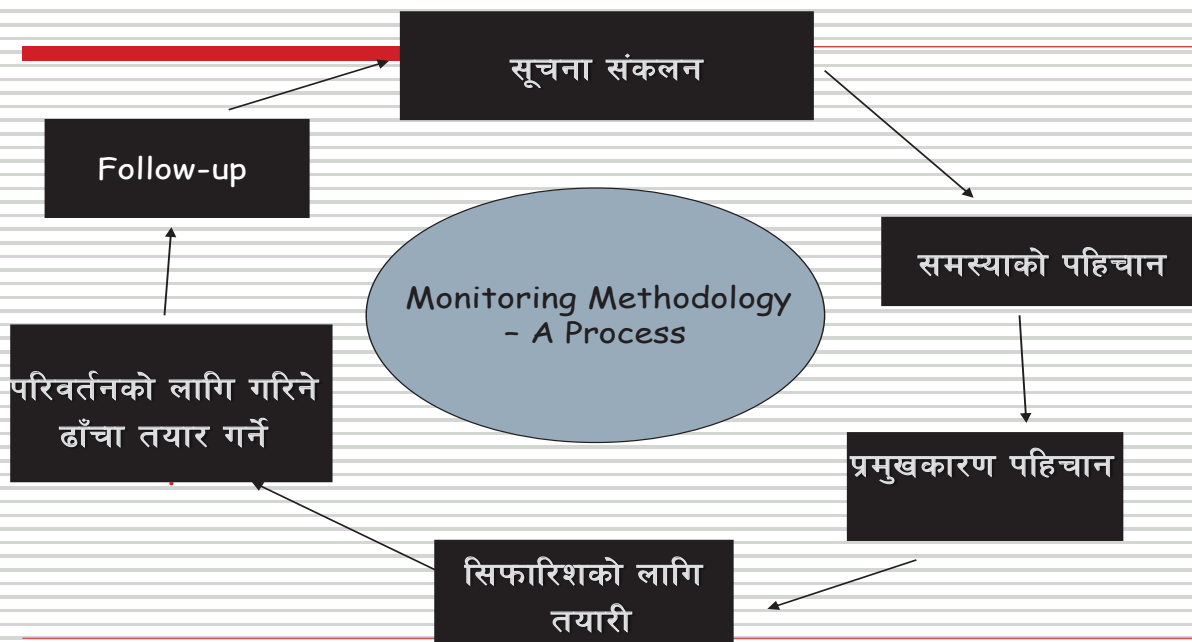 सूचना संकलन
Follow-up
समस्याको पहिचान
Monitoring Methodology
– A Process
परिवर्तनको लागि गरिने
ढाँचा तयार गर्ने
प्रमुखकारण पहिचान
सिफारिशको लागि
तयारी